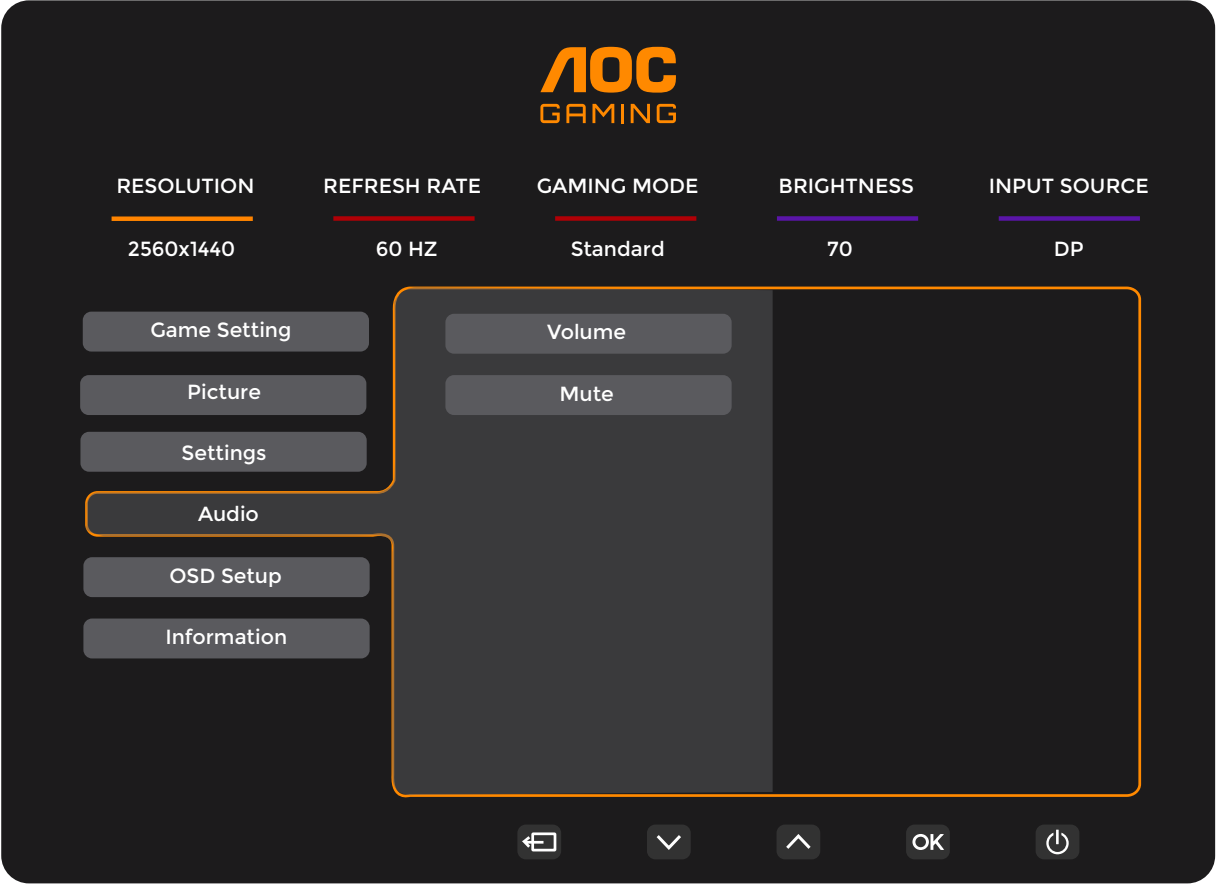 AOC
GAMING
RESOLUTION REFRESH RATE GAMING MODE BRIGHTNESS INPUT SOURCE
2560x1440 60 HZ Standard 70 DP
Game Setting
Picture
Settings
Audio
OSD Setup
Information
Volume
Mute
OK